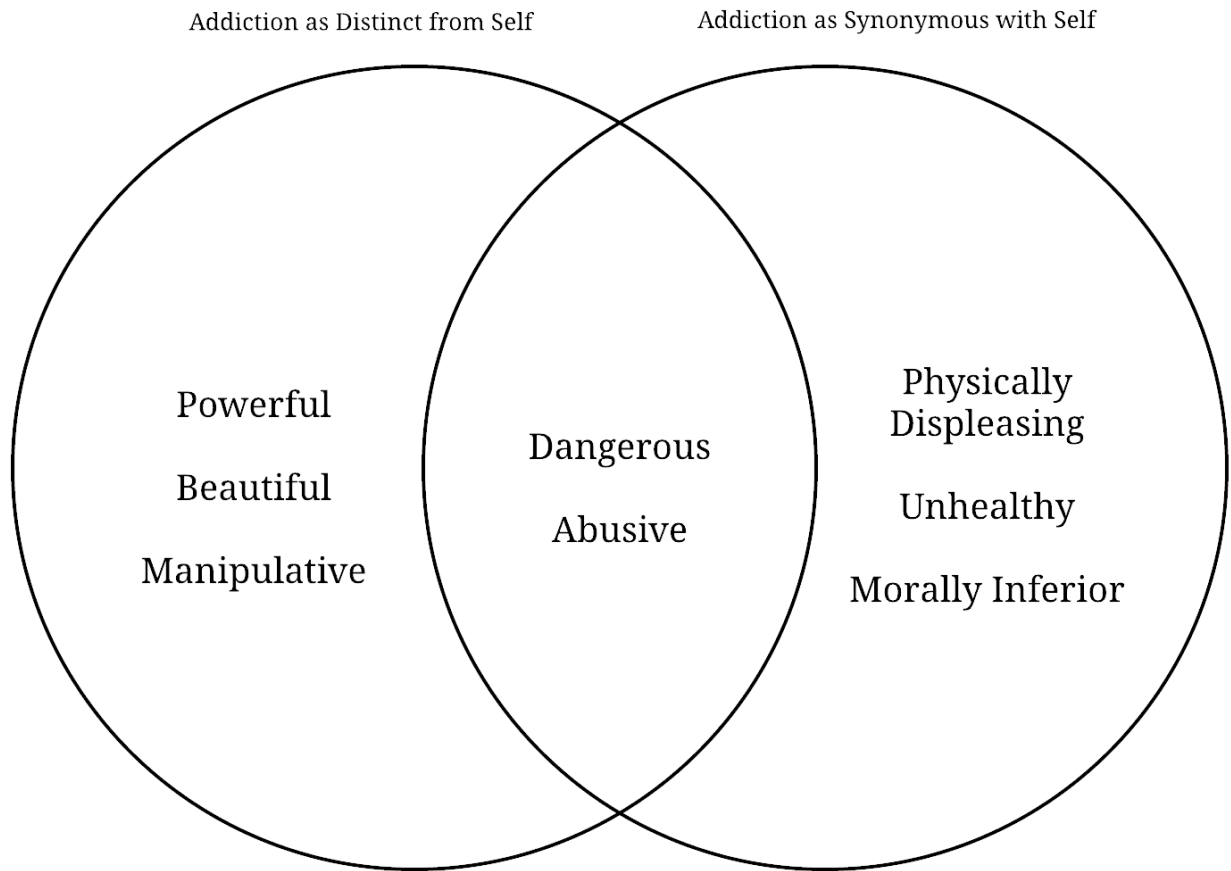 Addiction as Distinct from Self
Addiction as Synonymous with Self
Powerful
Beautiful
Manipulative
Dangerous
Abusive
Physically
Displeasing
Unhealthy
Morally Inferior